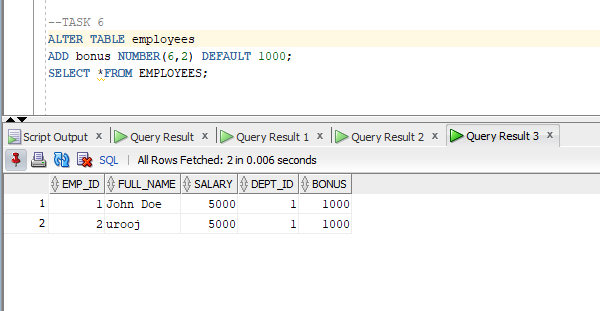 --TASK 6
ALTER TABLE employees
ADD bonus NUMBER(6,2) DEFAULT 1000;
SELECT *FROM EMPLOYEES;
Script Output x Query Result x Query Result 1 x Query Result 2 x Query Result 3 x
SQL | All Rows Fetched: 2 in 0.006 seconds
EMP_ID FULL_NAME SALARY DEPT_ID BONUS
1 1 John Doe 5000 1 1000
2 2 urooj 5000 1 1000